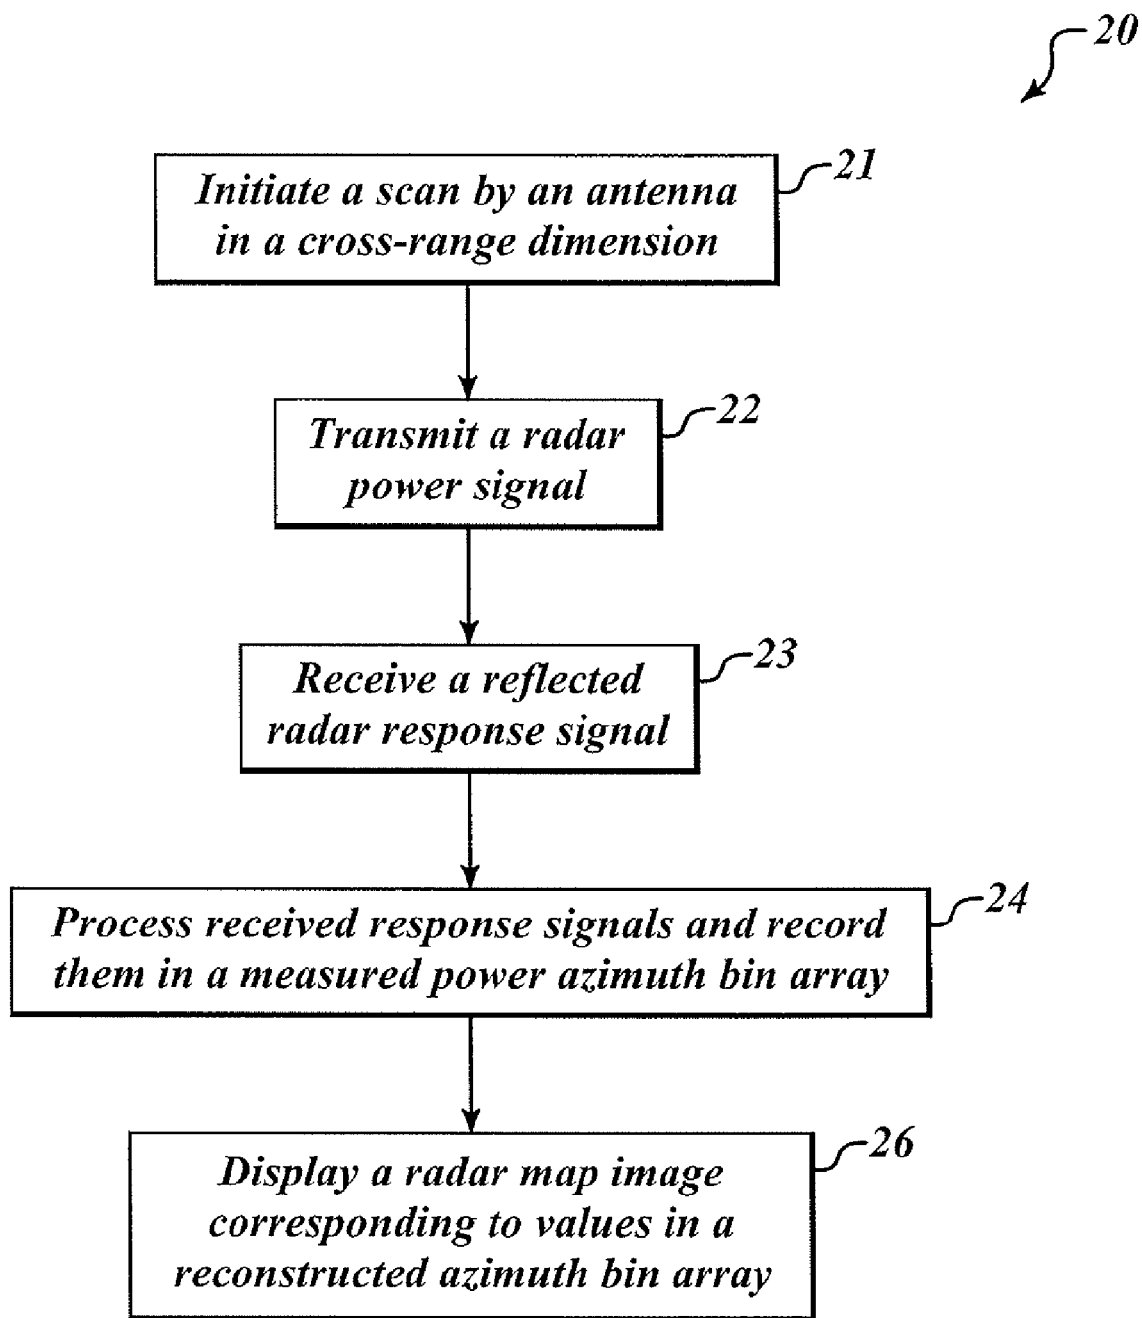 20
21
Initiate a scan by an antenna
in a cross-range dimension
22
Transmit a radar
power signal
23
Receive a reflected
radar response signal
24
Process received response signals and record
them in a measured power azimuth bin array
26
Display a radar map image
corresponding to values in a
reconstructed azimuth bin array